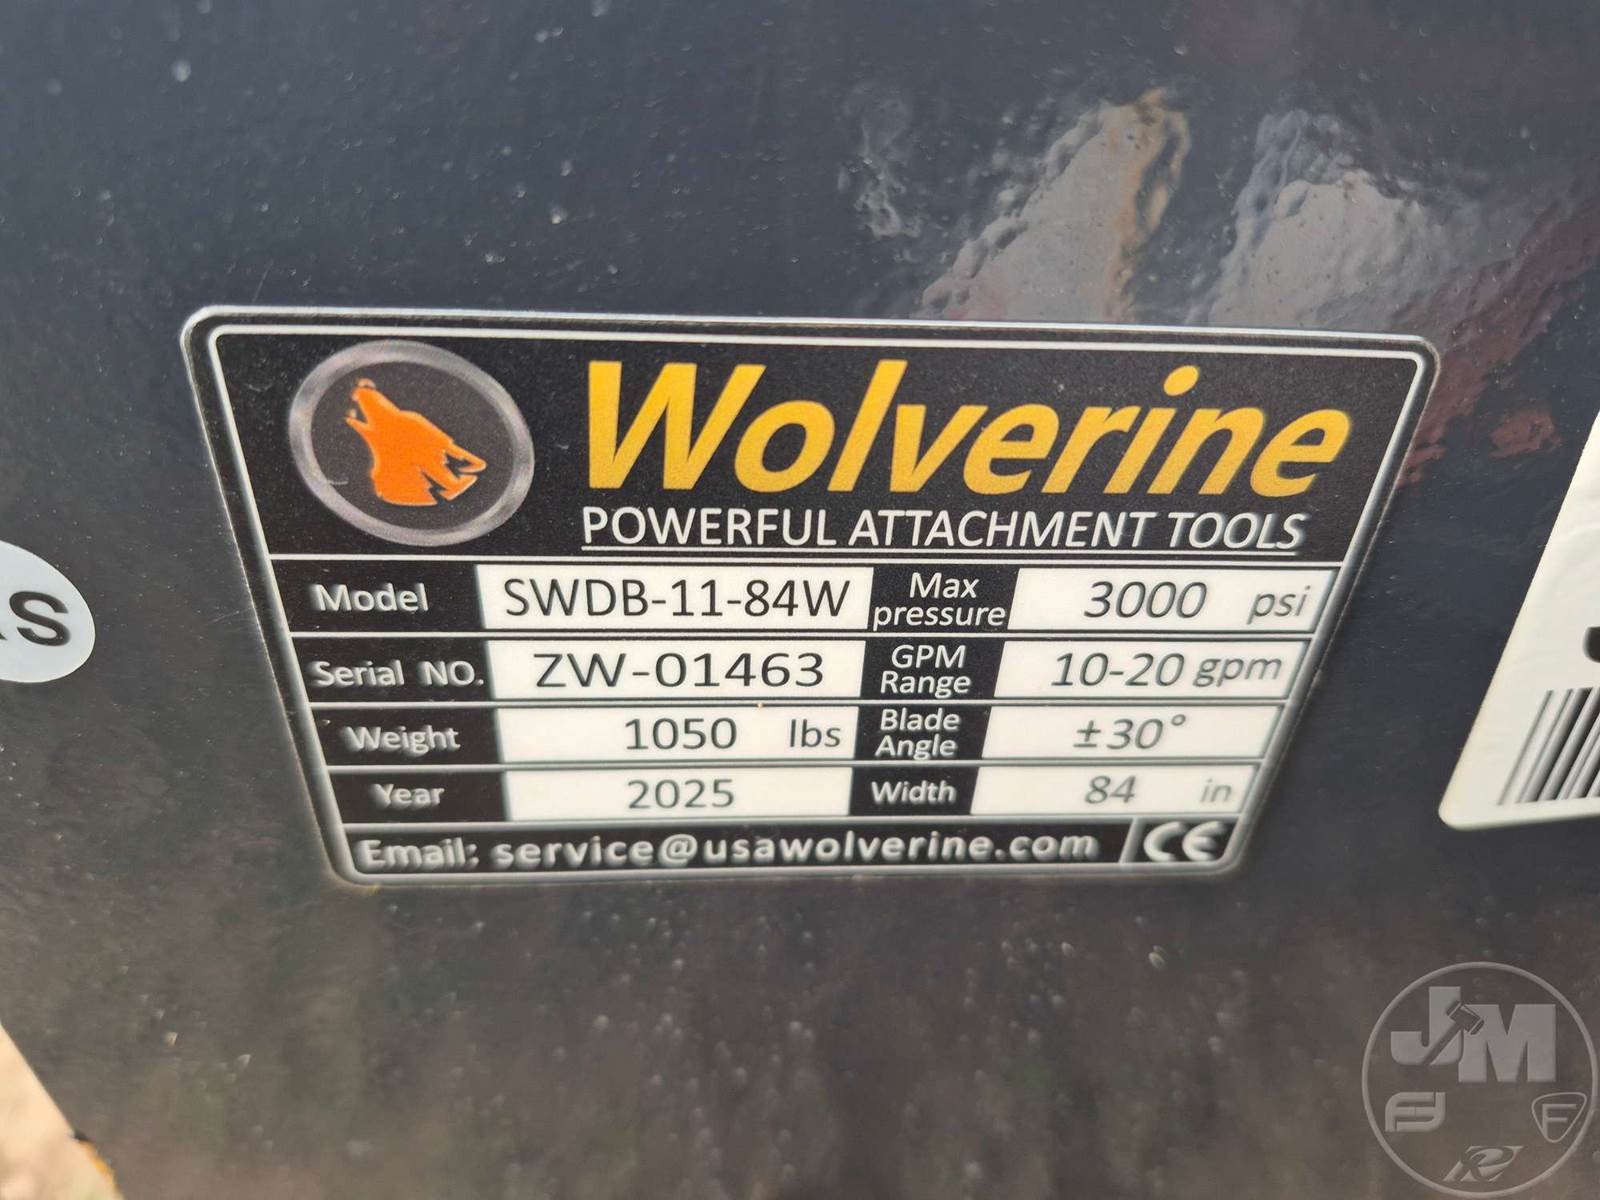 Wolverine
POWERFUL ATTACHMENT TOOLS
Model SWDB-11-84W Max pressure 3000 psi
Serial NO. ZW-01463 GPM Range 10-20 gpm
Weight 1050 lbs Blade Angle ±30°
Year 2025 Width 84 in
Email: service@usawolverine.com CE
S
JM
F